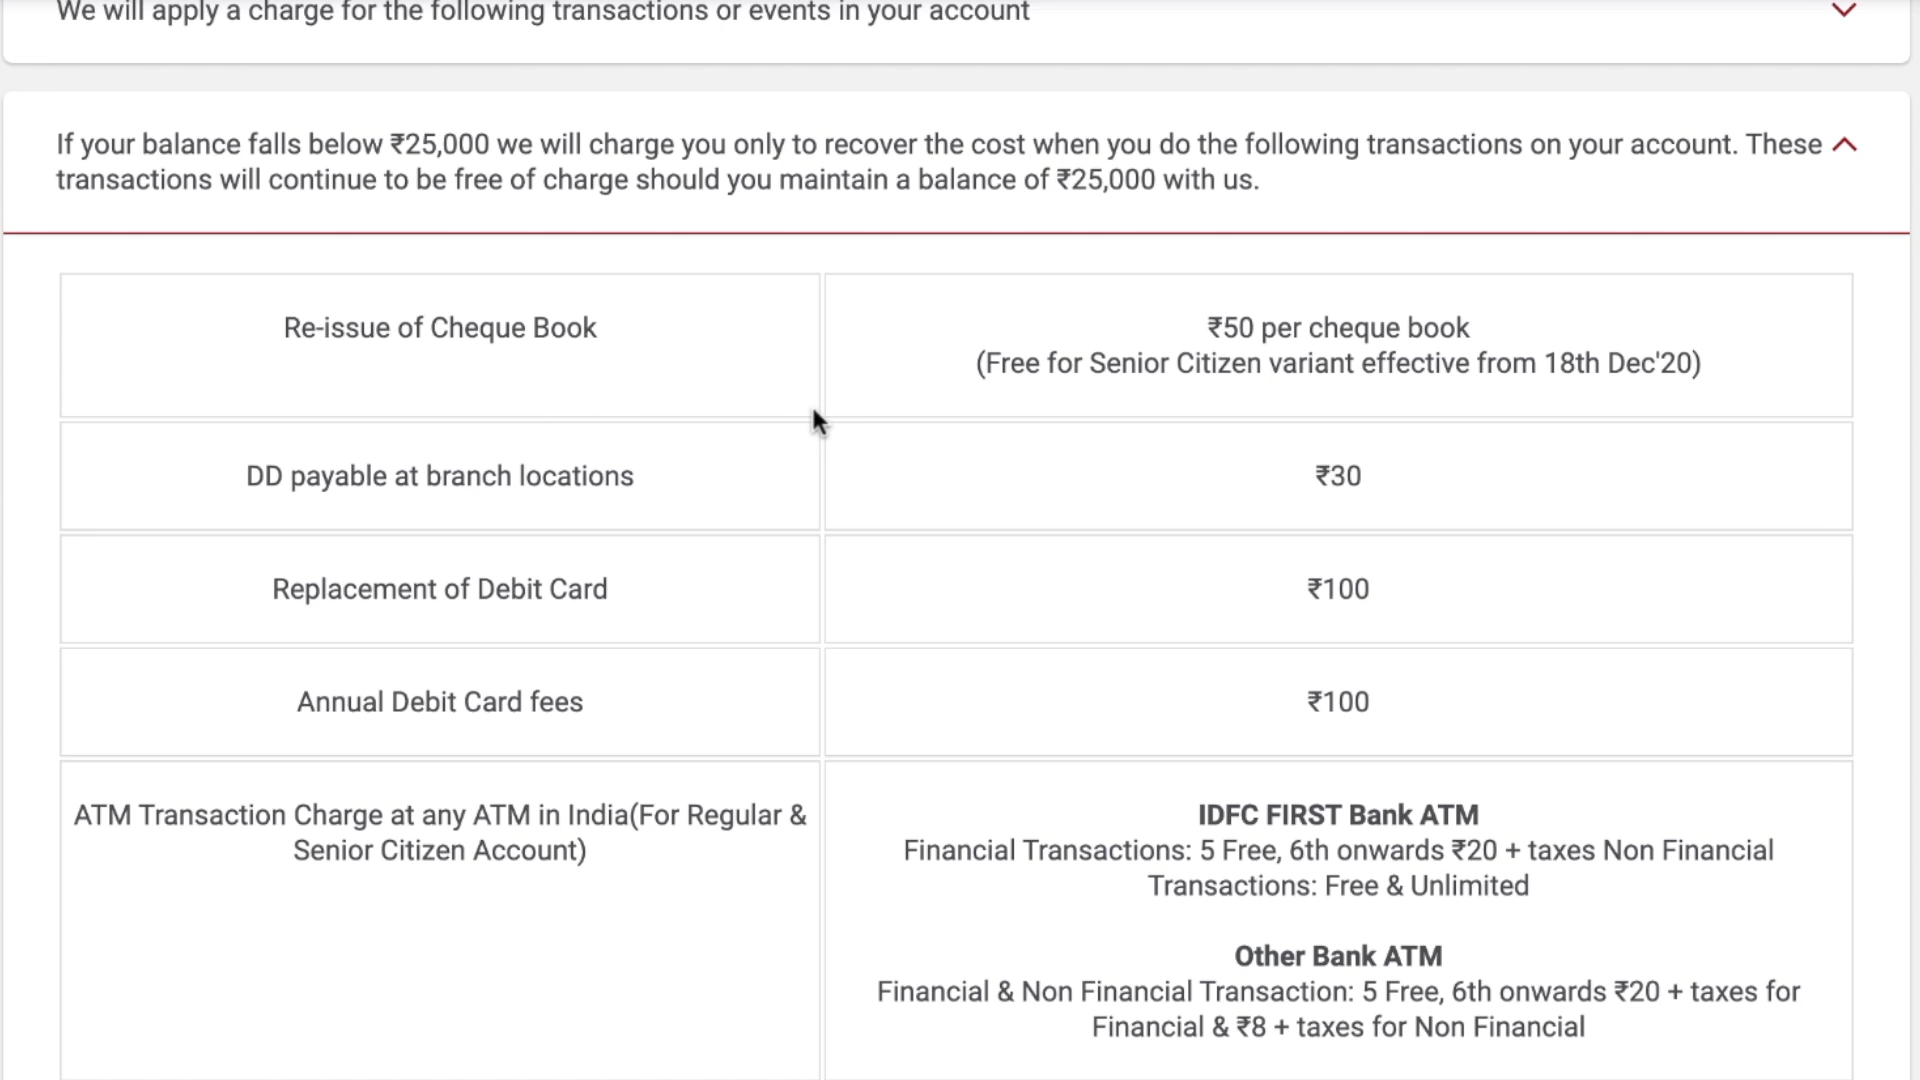 We will apply a charge for the following transactions or events in your account
If your balance falls below ₹25,000 we will charge you only to recover the cost when you do the following transactions on your account. These
transactions will continue to be free of charge should you maintain a balance of ₹25,000 with us.
Re-issue of Cheque Book
₹50 per cheque book
(Free for Senior Citizen variant effective from 18th Dec'20)
DD payable at branch locations
₹30
Replacement of Debit Card
₹100
Annual Debit Card fees
₹100
ATM Transaction Charge at any ATM in India(For Regular &
Senior Citizen Account)
IDFC FIRST Bank ATM
Financial Transactions: 5 Free, 6th onwards ₹20 + taxes Non Financial
Transactions: Free & Unlimited
Other Bank ATM
Financial & Non Financial Transaction: 5 Free, 6th onwards ₹20 + taxes for
Financial & ₹8 + taxes for Non Financial